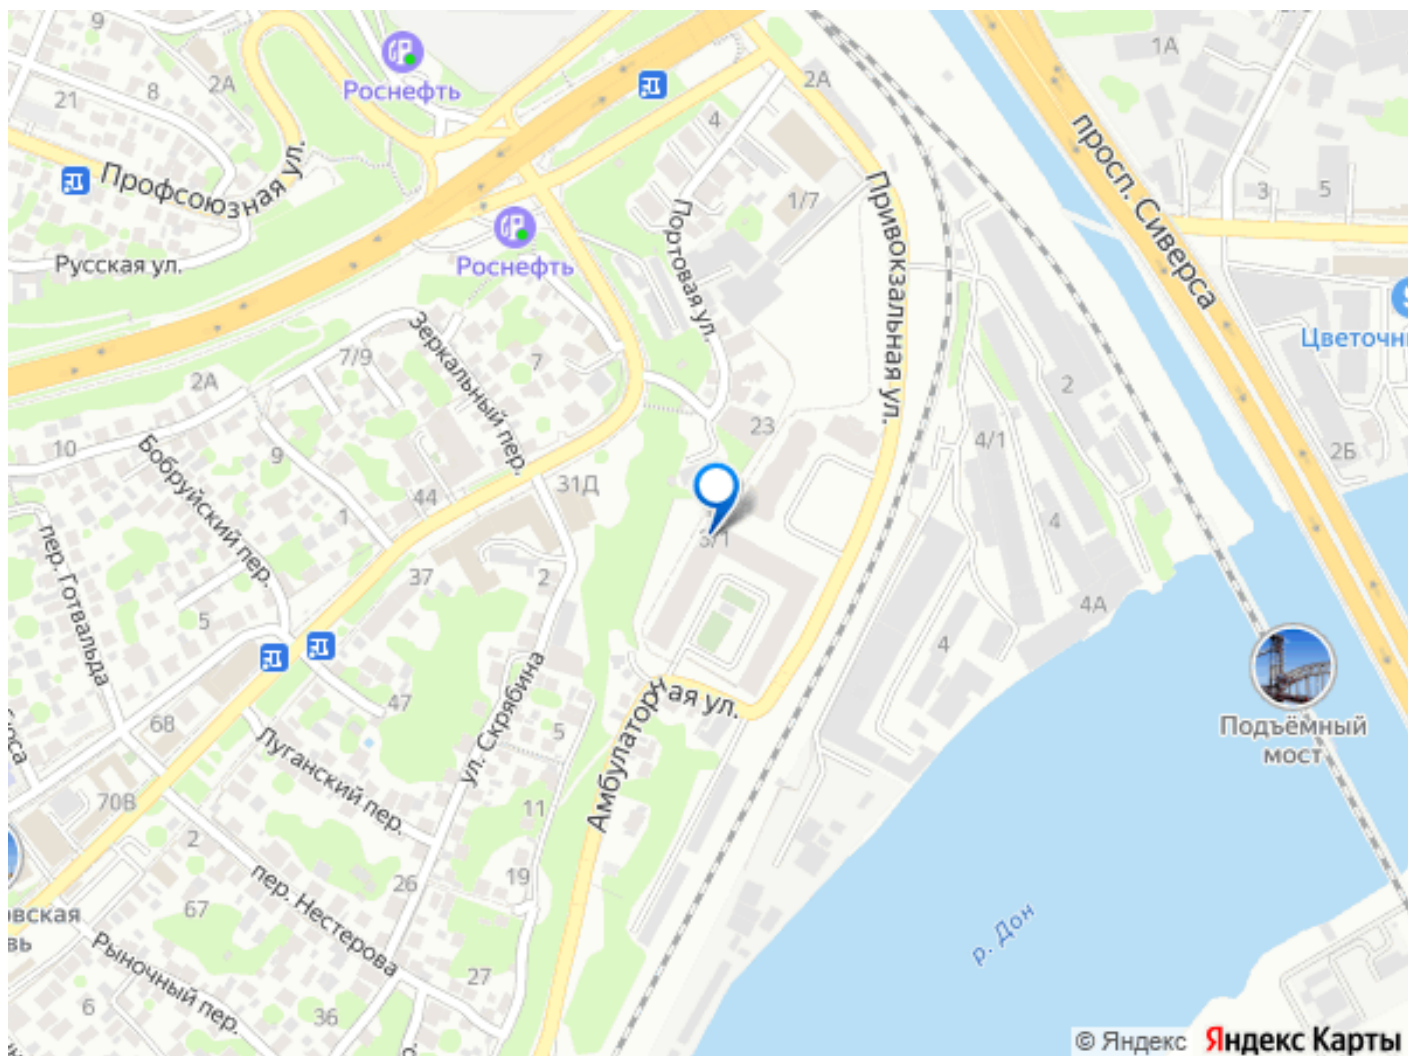 9
2А
8
21
Роснефть
Профсоюзная ул.
Русская ул.
Роснефть
4
2А
1/7
Портовая ул.
Привокзальная ул.
1А
просп. Сиверса
3
5
Цветочн
2Б
2
4/1
4
4А
4
Зеркальный пер.
7/9
7
2А
10
9
Бобруйский пер.
44
1
31Д
23
3/1
пер. Готвальда
37
2
5
ул. Скрябина
47
68
5
Луганский пер.
Амбулаторная ул.
70В
2
11
26
19
пер. Нестерова
67
Рыночный пер.
27
6
36
вская
вь
р. Дон
Подъёмный
мост
© Яндекс
Яндекс Карты